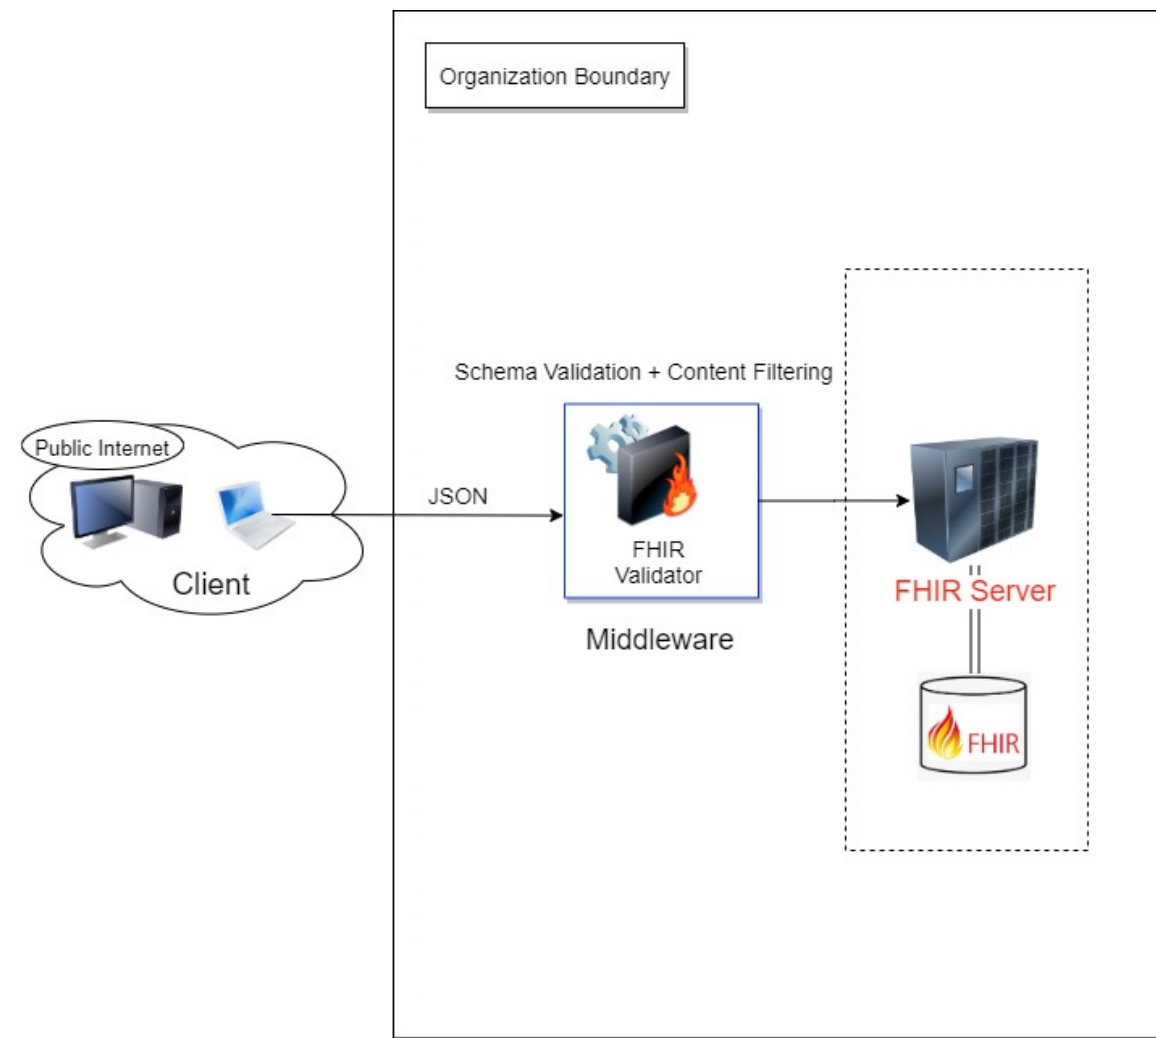 Organization Boundary
Schema Validation + Content Filtering
Public Internet
JSON
Client
FHIR
Validator
Middleware
FHIR Server
FHIR